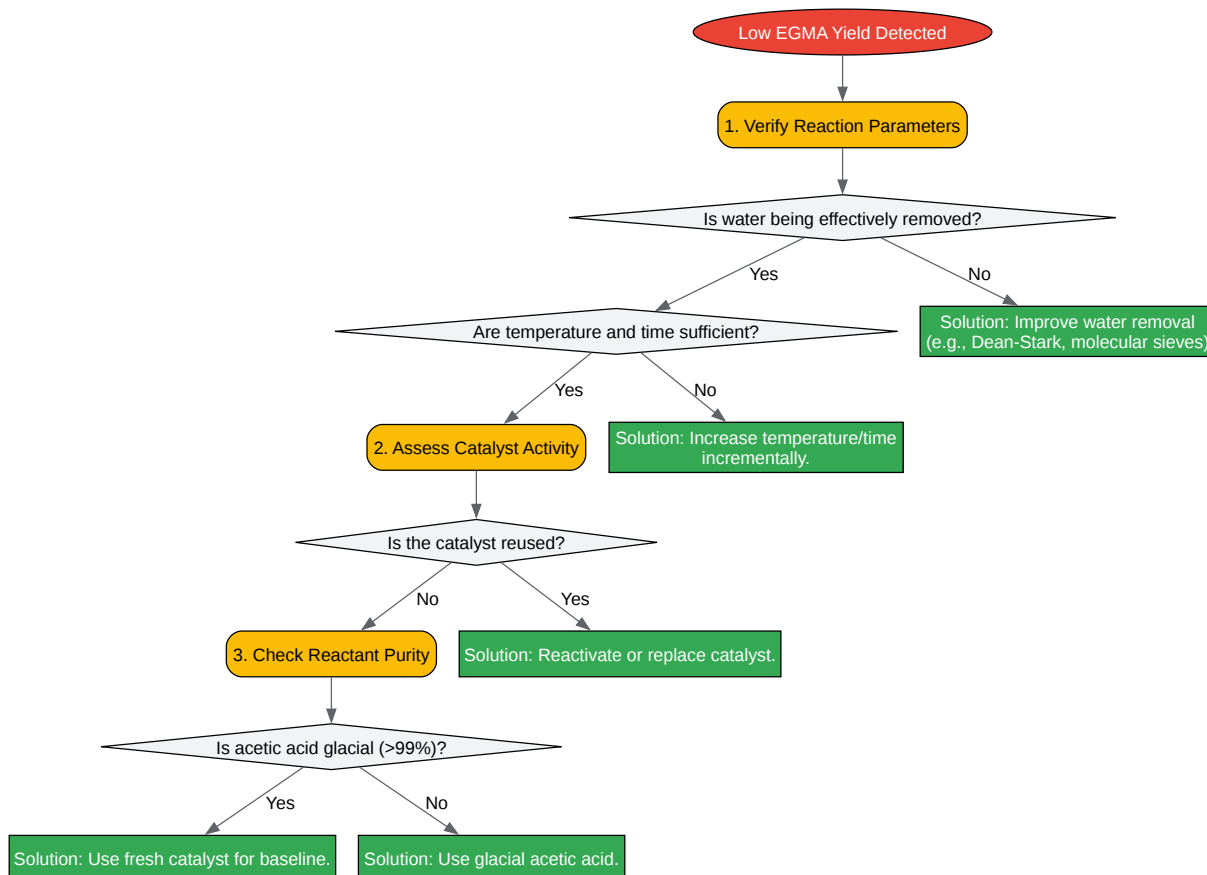 Low EGMA Yield Detected
1. Verify Reaction Parameters
Is water being effectively removed?
Yes
No
Are temperature and time sufficient?
Solution: Improve water removal
(e.g., Dean-Stark, molecular sieves)
Yes
No
2. Assess Catalyst Activity
Solution: Increase temperature/time
incrementally.
Is the catalyst reused?
No
Yes
3. Check Reactant Purity
Solution: Reactivate or replace catalyst.
Is acetic acid glacial (>99%)?
Yes
No
Solution: Use fresh catalyst for baseline.
Solution: Use glacial acetic acid.